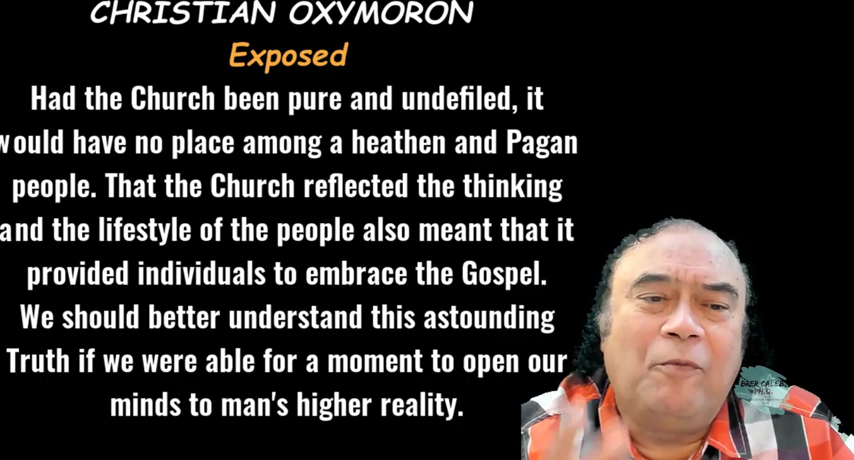 CHRISTIAN OXYMORON
Exposed
Had the Church been pure and undefiled, it
would have no place among a heathen and Pagan
people. That the Church reflected the thinking
and the lifestyle of the people also meant that it
provided individuals to embrace the Gospel.
We should better understand this astounding
Truth if we were able for a moment to open our
minds to man's higher reality.
BRER CALEB
PH.D.